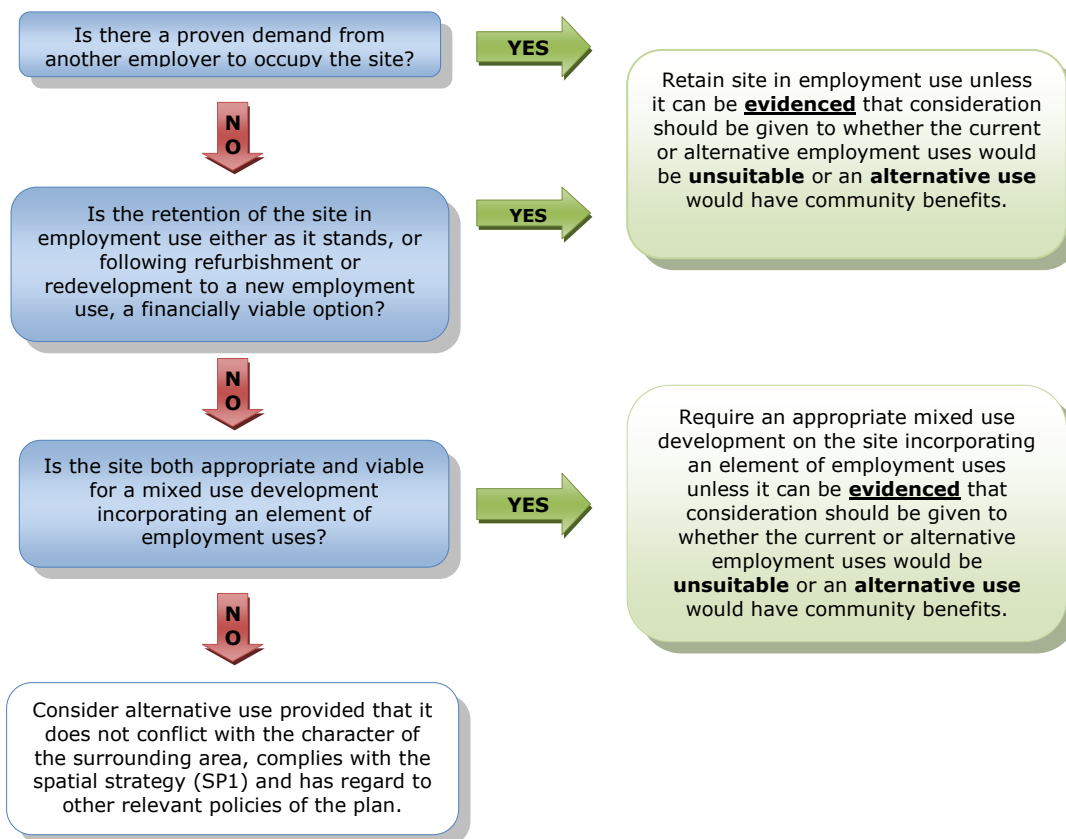 Is there a proven demand from
another employer to occupy the site?
YES
Retain site in employment use unless
it can be evidenced that consideration
should be given to whether the current
or alternative employment uses would
be unsuitable or an alternative use
would have community benefits.
N
O
Is the retention of the site in
employment use either as it stands, or
following refurbishment or
redevelopment to a new employment
use, a financially viable option?
YES
N
O
Is the site both appropriate and viable
for a mixed use development
incorporating an element of
employment uses?
YES
Require an appropriate mixed use
development on the site incorporating
an element of employment uses
unless it can be evidenced that
consideration should be given to
whether the current or alternative
employment uses would be
unsuitable or an alternative use
would have community benefits.
N
O
Consider alternative use provided that it
does not conflict with the character of
the surrounding area, complies with the
spatial strategy (SP1) and has regard to
other relevant policies of the plan.